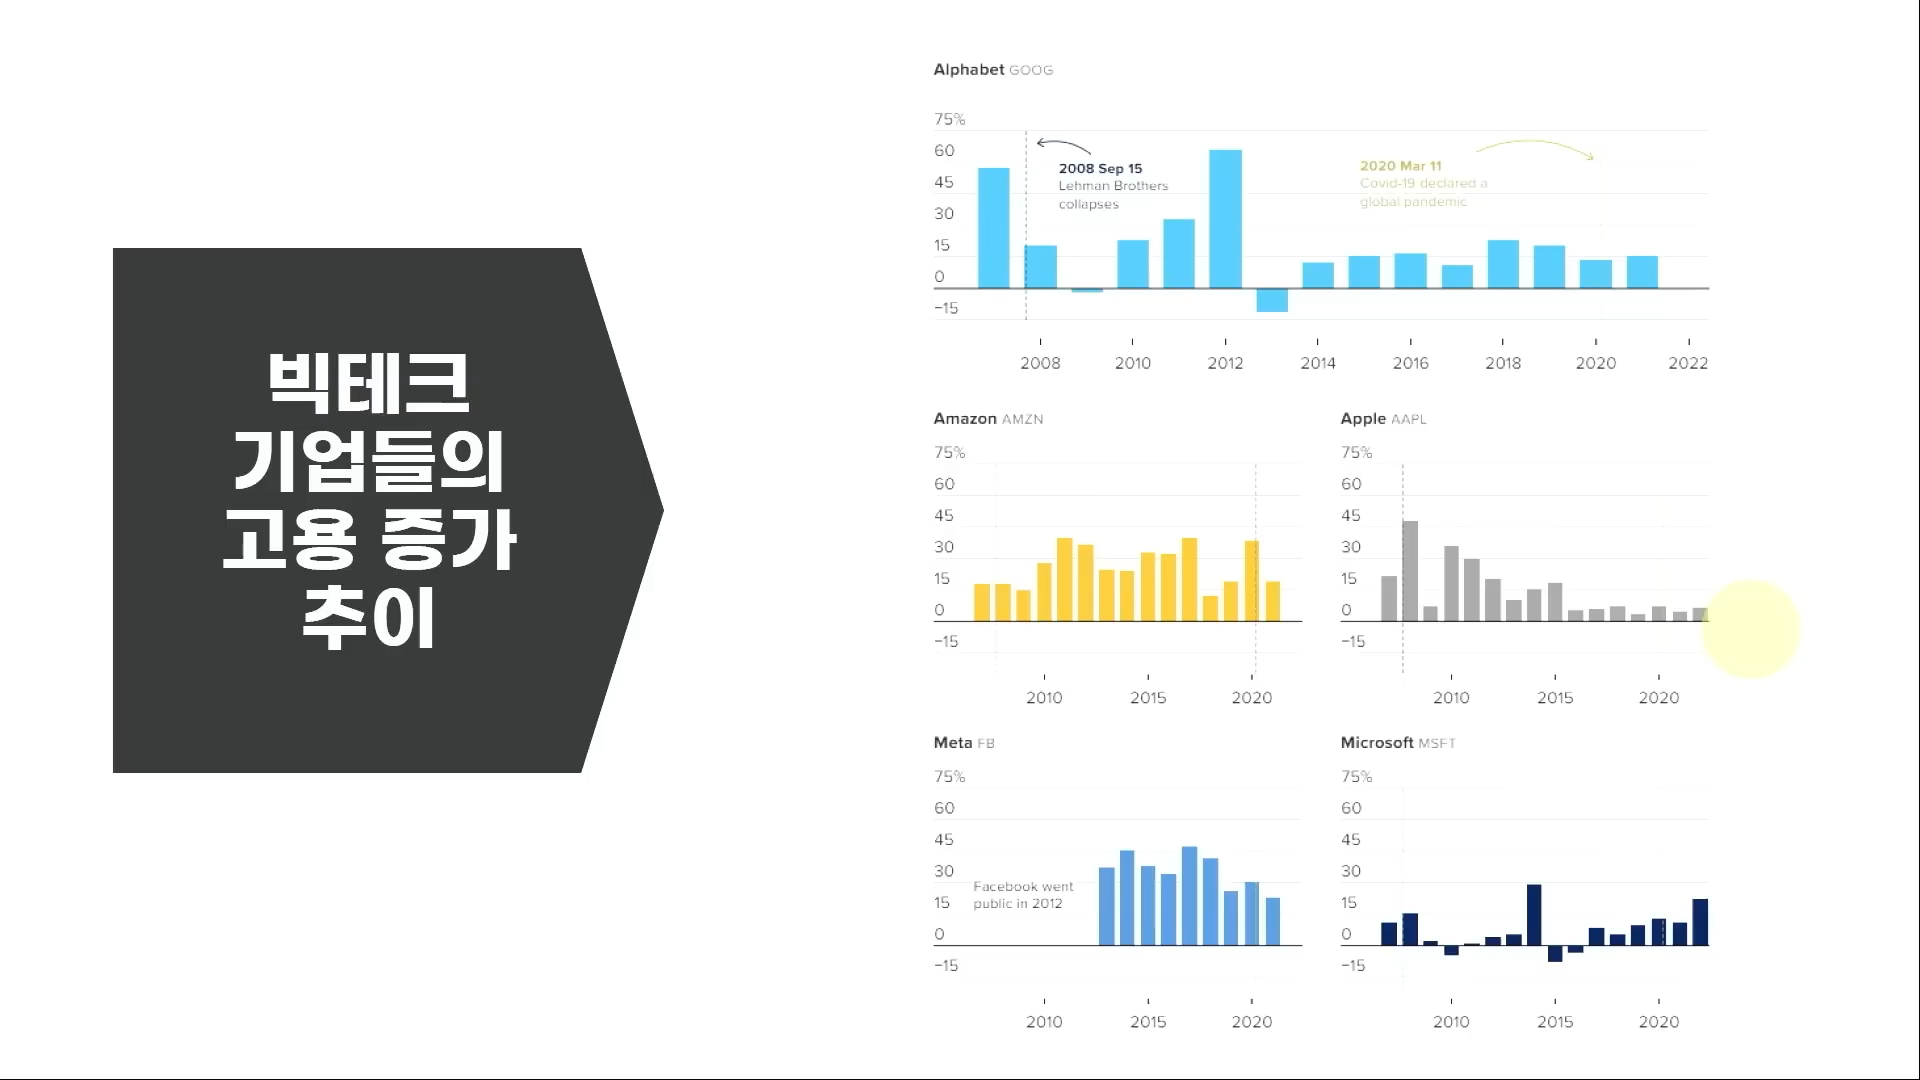 빅테크
기업들의
고용 증가
추이
Alphabet GOOG
75%
60
45
30
15
0
−15
2008 Sep 15
Lehman Brothers
collapses
2020 Mar 11
Covid-19 declared a
global pandemic
2008 2010 2012 2014 2016 2018 2020 2022
Amazon AMZN
75%
60
45
30
15
0
−15
2010 2015 2020
Apple AAPL
75%
60
45
30
15
0
−15
2010 2015 2020
Meta FB
75%
60
45
30
15
0
−15
Facebook went
public in 2012
2010 2015 2020
Microsoft MSFT
75%
60
45
30
15
0
−15
2010 2015 2020